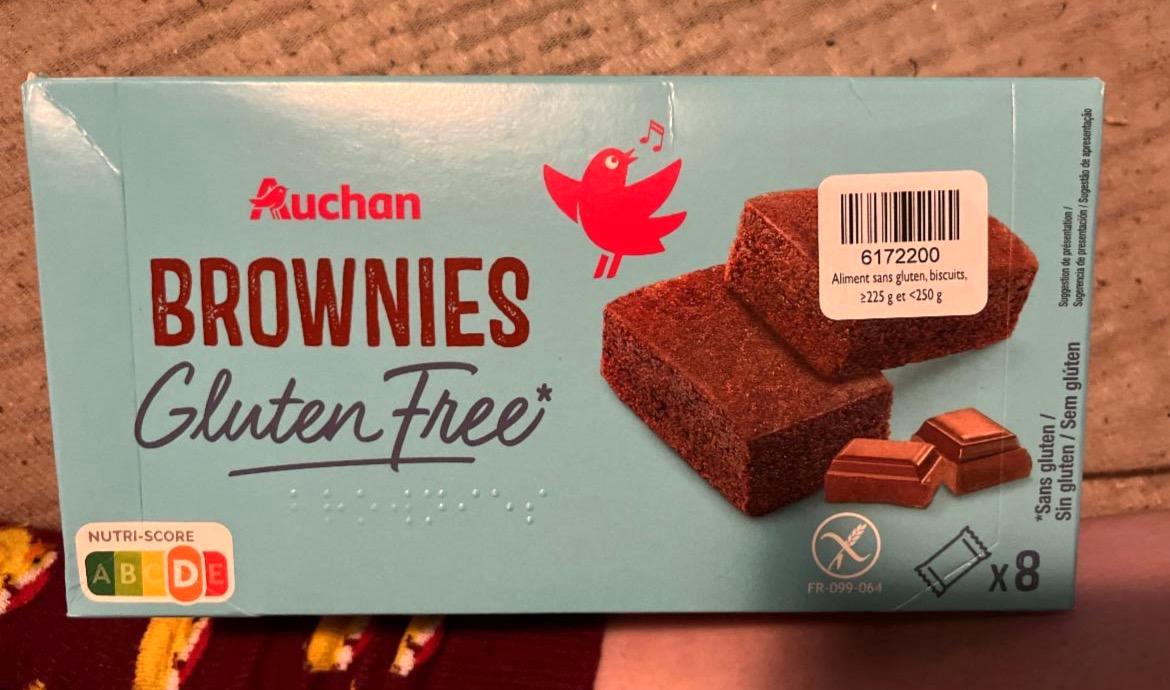 Auchan
BROWNIES
Gluten Free*
NUTRI-SCORE
A B C D E
6172200
Aliment sans gluten, biscuits,
≥225 g et <250 g
FR-099-064
x8
*Sans gluten /
Sin gluten / Sem glúten
Suggestion de présentation /
Sugerencia de presentación / Sugestão de apresentação